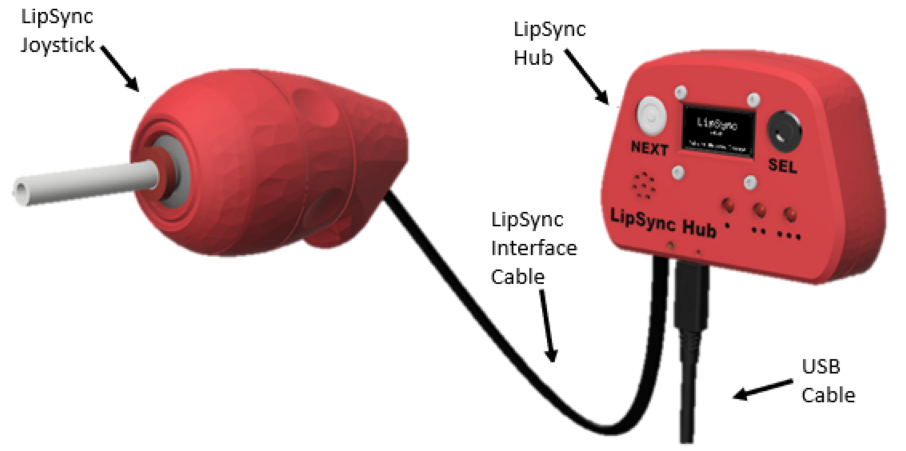 LipSync
Joystick
LipSync
Hub
LipSync
NEXT
SEL
LipSync Hub
LipSync
Interface
Cable
USB
Cable